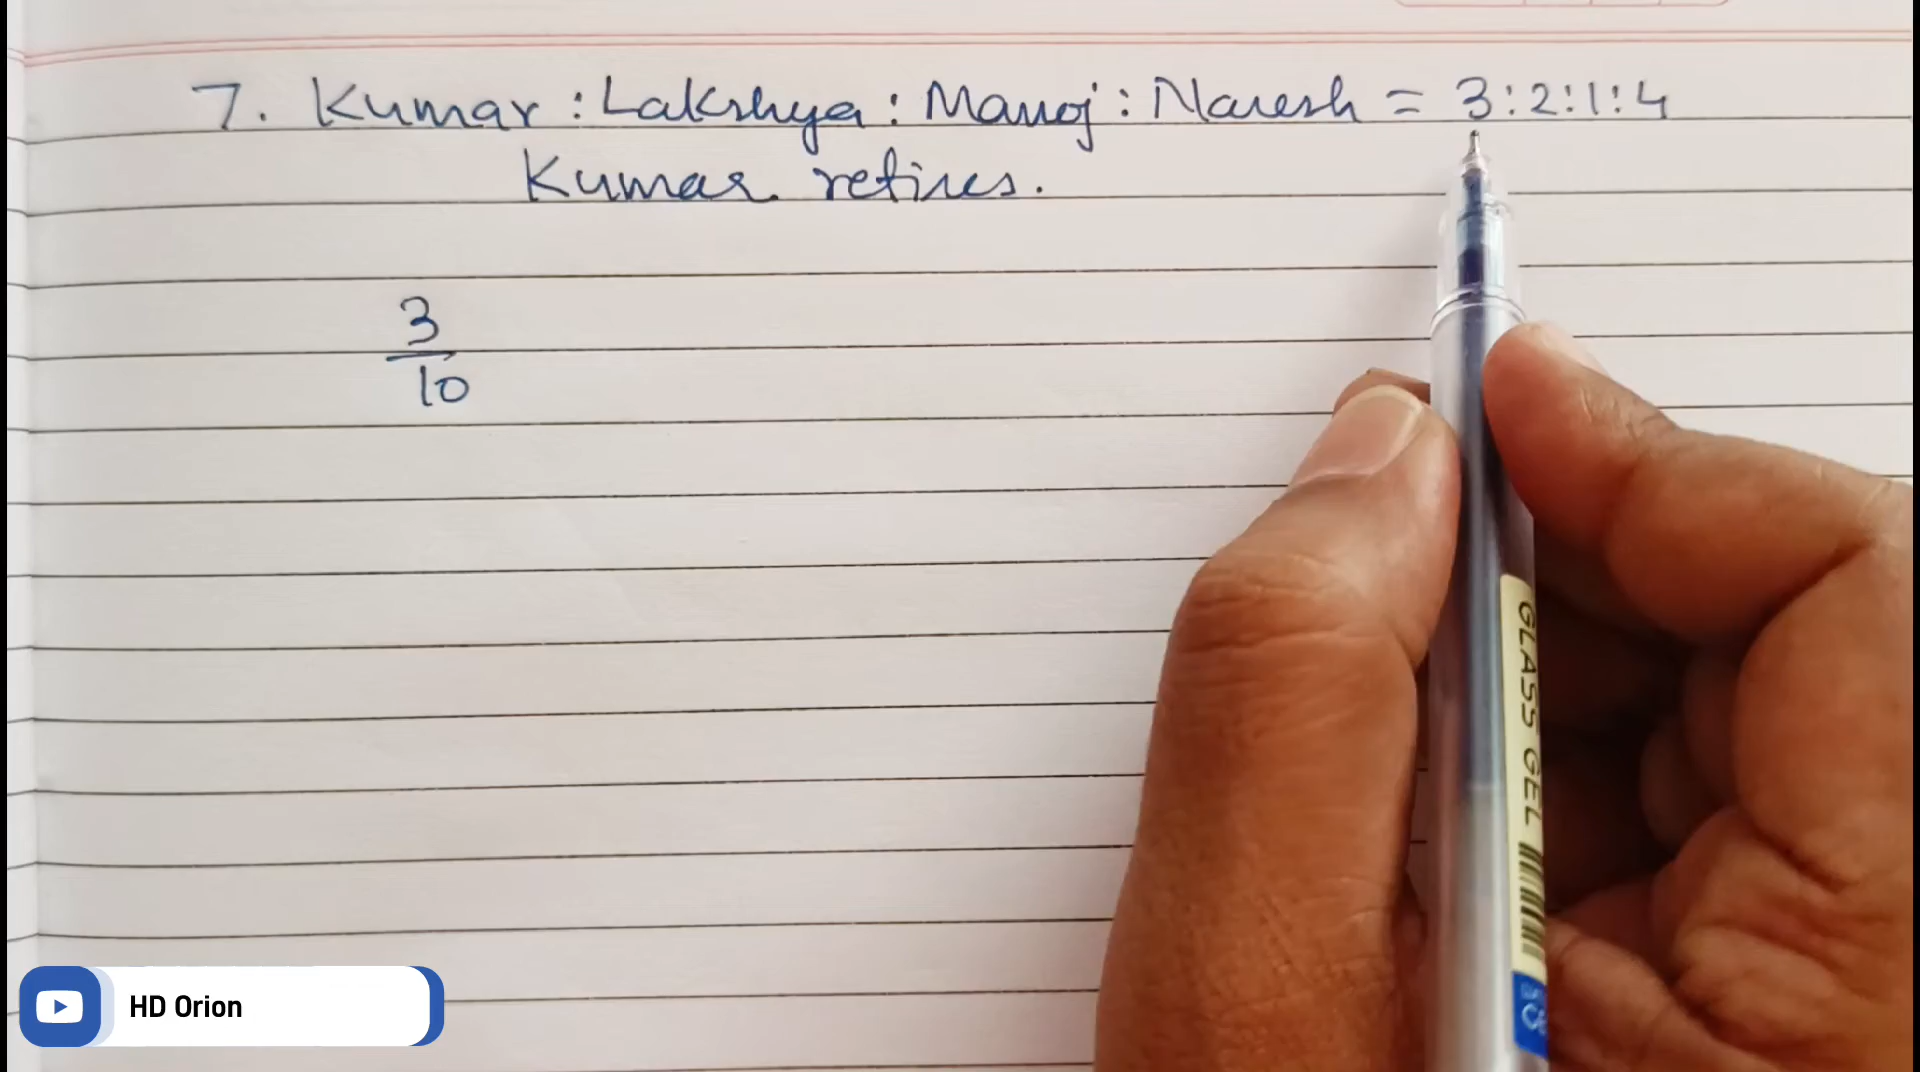 7. Kumar : Lakshya : Manoj : Naresh = 3:2:1:4
Kumar retires.
3
10
GLASS GEL
HD Orion